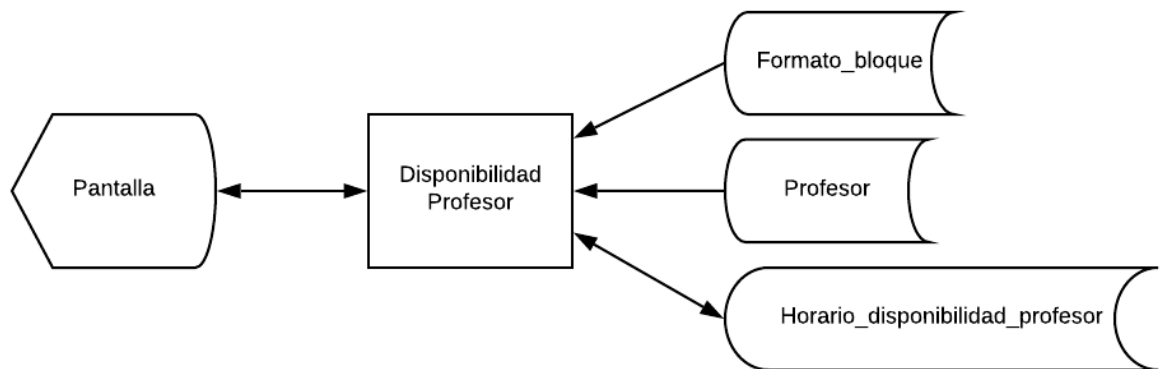 Formato_bloque
Pantalla
Disponibilidad
Profesor
Profesor
Horario_disponibilidad_profesor